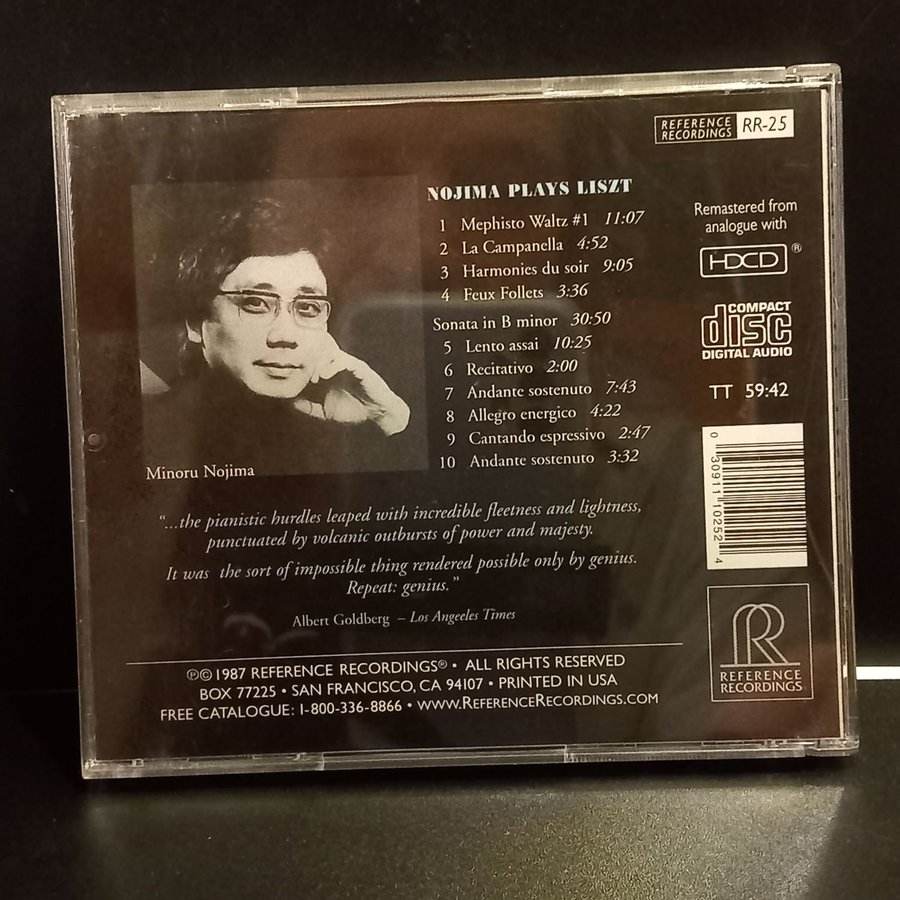 REFERENCE RECORDINGS RR-25
NOJIMA PLAYS LISZT
1 Mephisto Waltz #1 11:07
2 La Campanella 4:52
3 Harmonies du soir 9:05
4 Feux Follets 3:36
Sonata in B minor 30:50
5 Lento assai 10:25
6 Recitativo 2:00
7 Andante sostenuto 7:43
8 Allegro energico 4:22
9 Cantando espressivo 2:47
10 Andante sostenuto 3:32
Remastered from
analogue with
HDCD®
COMPACT
disc
DIGITAL AUDIO
TT 59:42
0 30911 10252 4
Minoru Nojima
“...the pianistic hurdles leaped with incredible fleetness and lightness,
punctuated by volcanic outbursts of power and majesty.
It was the sort of impossible thing rendered possible only by genius.
Repeat: genius.”
Albert Goldberg – Los Angeles Times
℗© 1987 REFERENCE RECORDINGS® • ALL RIGHTS RESERVED
BOX 77225 • SAN FRANCISCO, CA 94107 • PRINTED IN USA
FREE CATALOGUE: 1-800-336-8866 • WWW.REFERENCERECORDINGS.COM
RR
REFERENCE
RECORDINGS